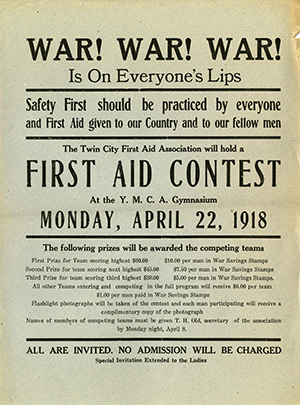 WAR! WAR! WAR!
Is On Everyone's Lips
Safety First should be practiced by everyone
and First Aid given to our Country and to our fellow men
The Twin City First Aid Association will hold a
FIRST AID CONTEST
At the Y. M. C. A. Gymnasium
MONDAY, APRIL 22, 1918
The following prizes will be awarded the competing teams
First Prize for Team scoring highest $60.00 $10.00 per man in War Savings Stamps
Second Prize for team scoring next highest $45.00 $7.50 per man in War Savings Stamps
Third Prize for team scoring third highest $30.00 $5.00 per man in War Savings Stamps.
All other Teams entering and competing in the full program will receive $6.00 per team
$1.00 per man paid in War Savings Stamps
Flashlight photographs will be taken of the contest and each man participating will receive a
complimentary copy of the photograph
Names of members of competing teams must be given T. H. Old, secretary of the association
by Monday night, April 8.
ALL ARE INVITED. NO ADMISSION WILL BE CHARGED
Special Invitation Extended to the Ladies